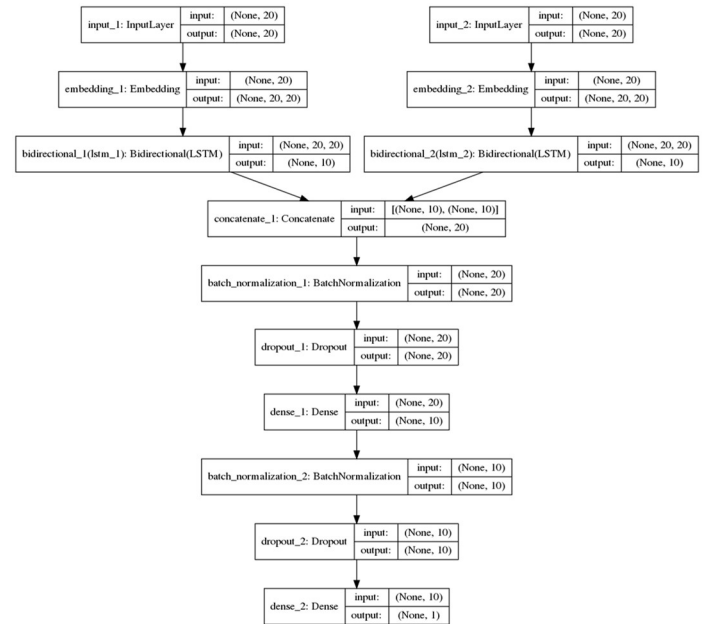 input_1: InputLayer input: (None, 20) output: (None, 20)
input_2: InputLayer input: (None, 20) output: (None, 20)
embedding_1: Embedding input: (None, 20) output: (None, 20, 20)
embedding_2: Embedding input: (None, 20) output: (None, 20, 20)
bidirectional_1(lstm_1): Bidirectional(LSTM) input: (None, 20, 20) output: (None, 10)
bidirectional_2(lstm_2): Bidirectional(LSTM) input: (None, 20, 20) output: (None, 10)
concatenate_1: Concatenate input: [(None, 10), (None, 10)] output: (None, 20)
batch_normalization_1: BatchNormalization input: (None, 20) output: (None, 20)
dropout_1: Dropout input: (None, 20) output: (None, 20)
dense_1: Dense input: (None, 20) output: (None, 10)
batch_normalization_2: BatchNormalization input: (None, 10) output: (None, 10)
dropout_2: Dropout input: (None, 10) output: (None, 10)
dense_2: Dense input: (None, 10) output: (None, 1)